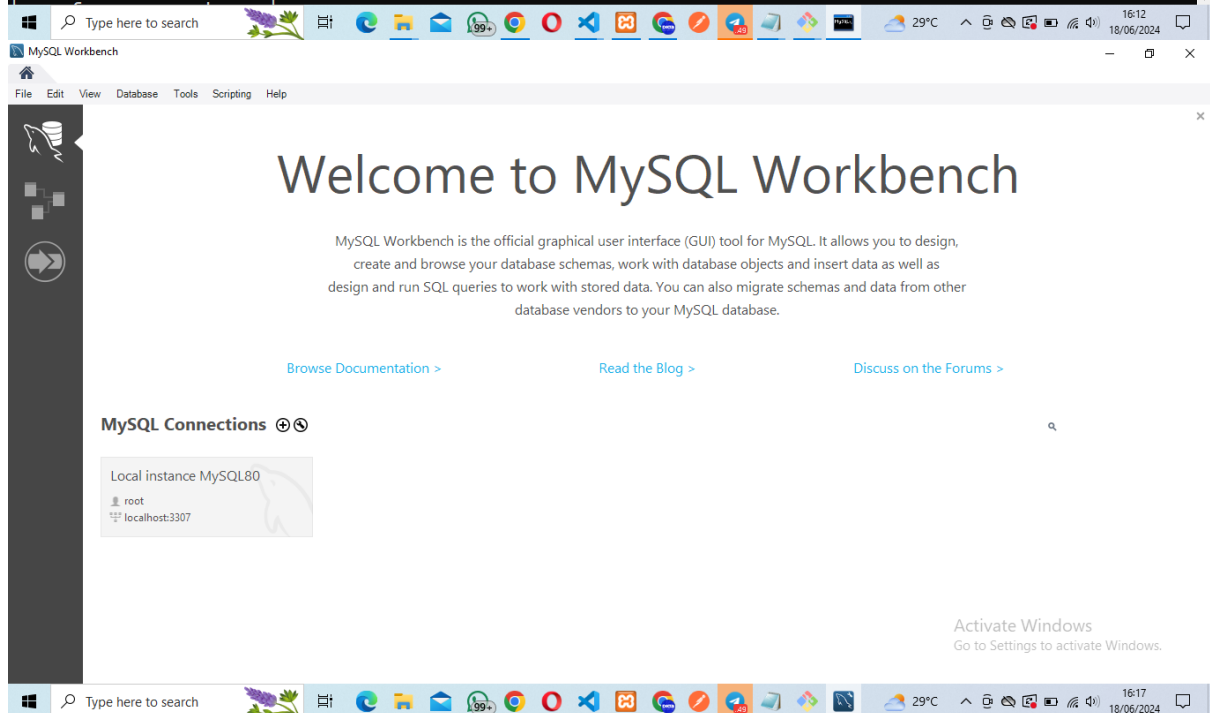 Type here to search
99+
.49
MySQL
29°C
16:12
18/06/2024
MySQL Workbench
File Edit View Database Tools Scripting Help
Welcome to MySQL Workbench
MySQL Workbench is the official graphical user interface (GUI) tool for MySQL. It allows you to design,
create and browse your database schemas, work with database objects and insert data as well as
design and run SQL queries to work with stored data. You can also migrate schemas and data from other
database vendors to your MySQL database.
Browse Documentation >
Read the Blog >
Discuss on the Forums >
MySQL Connections
Local instance MySQL80
root
localhost:3307
Activate Windows
Go to Settings to activate Windows.
Type here to search
99+
.49
29°C
16:17
18/06/2024